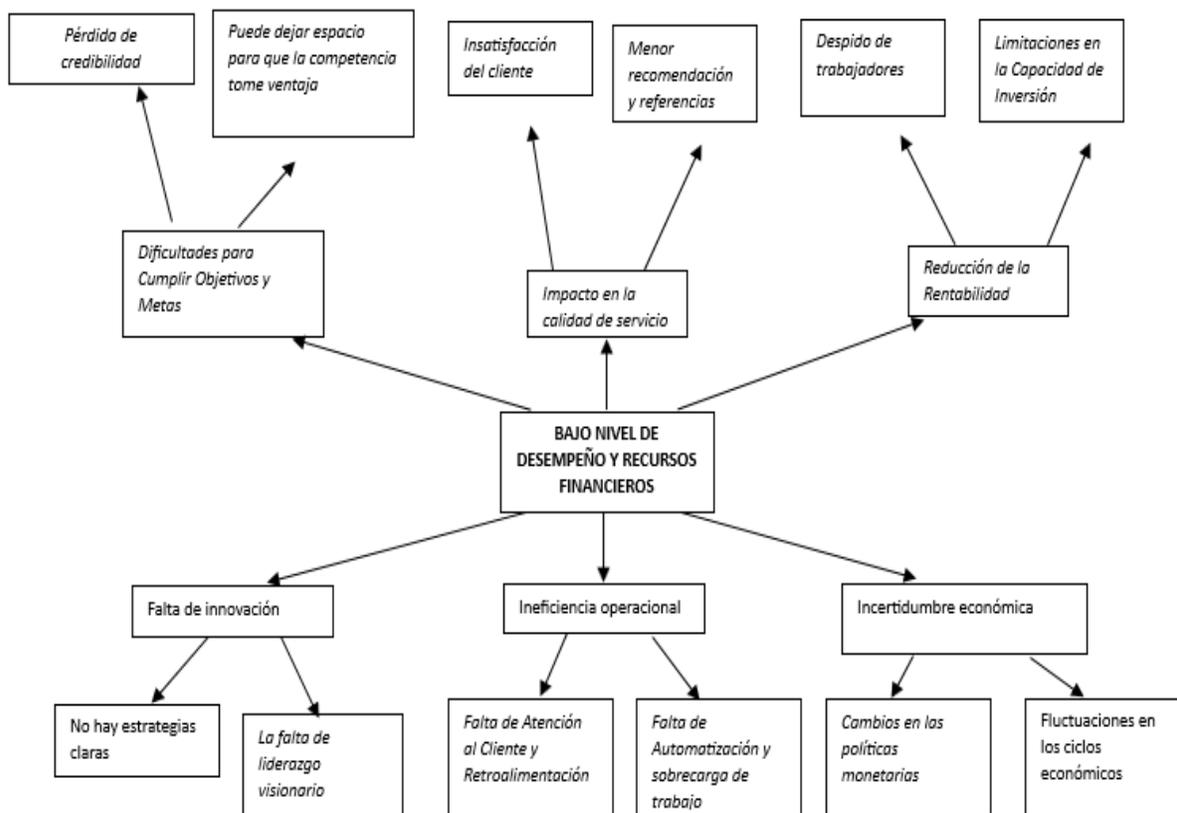 Pérdida de
credibilidad
Puede dejar espacio
para que la competencia
tome ventaja
Insatisfacción
del cliente
Menor
recomendación
y referencias
Despido de
trabajadores
Limitaciones en
la Capacidad de
Inversión
Dificultades para
Cumplir Objetivos y
Metas
Impacto en la
calidad de servicio
Reducción de la
Rentabilidad
BAJO NIVEL DE
DESEMPEÑO Y RECURSOS
FINANCIEROS
Falta de innovación
Ineficiencia operacional
Incertidumbre económica
No hay estrategias
claras
La falta de
liderazgo
visionario
Falta de Atención
al Cliente y
Retroalimentación
Falta de
Automatización y
sobrecarga de
trabajo
Cambios en las
políticas
monetarias
Fluctuaciones en
los ciclos
económicos